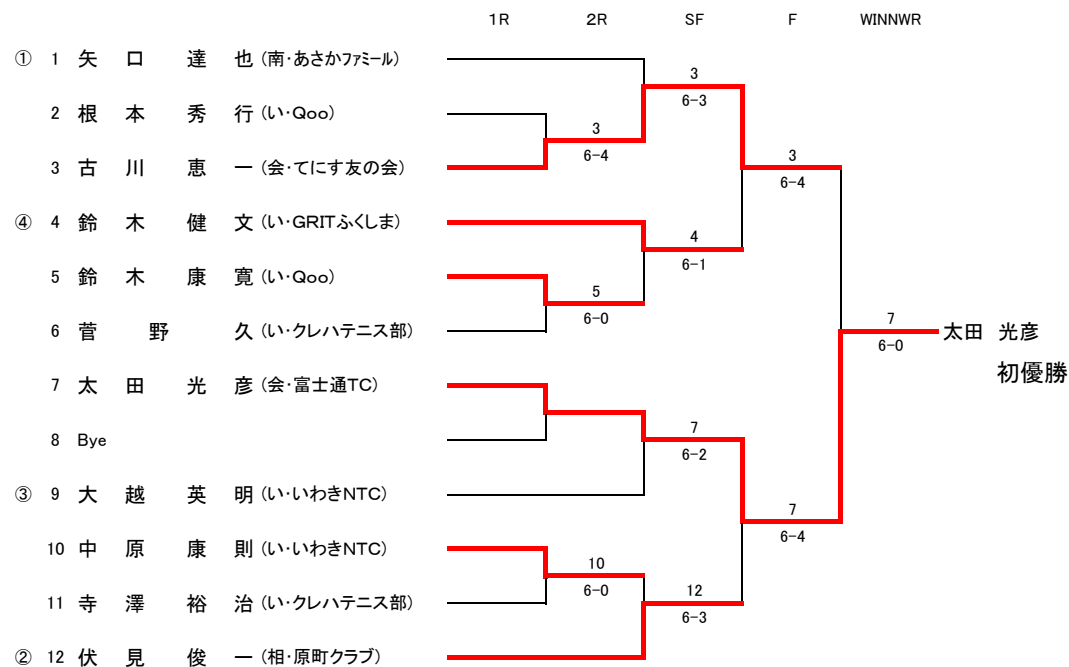 1R 2R SF F WINNWR
① 1 矢 口 達 也 (南・あさかファミール)
3
6-3
2 根 本 秀 行 (い・Qoo)
3
6-4
3 古 川 恵 一 (会・てにす友の会)
3
6-4
④ 4 鈴 木 健 文 (い・GRITふくしま)
4
6-1
5 鈴 木 康 寛 (い・Qoo)
5
6-0
6 菅 野 久 (い・クレハテニス部)
7
6-0
太田 光彦
初優勝
7 太 田 光 彦 (会・富士通TC)
8 Bye
7
6-2
③ 9 大 越 英 明 (い・いわきNTC)
7
6-4
10 中 原 康 則 (い・いわきNTC)
10
6-0
11 寺 澤 裕 治 (い・クレハテニス部)
12
6-3
② 12 伏 見 俊 一 (相・原町クラブ)